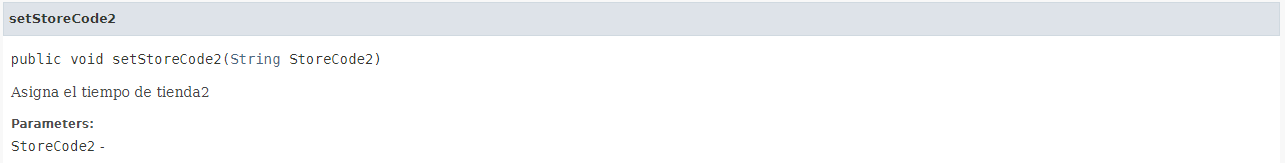 setStoreCode2
public void setStoreCode2(String StoreCode2)
Asigna el tiempo de tienda2
Parameters:
StoreCode2 -